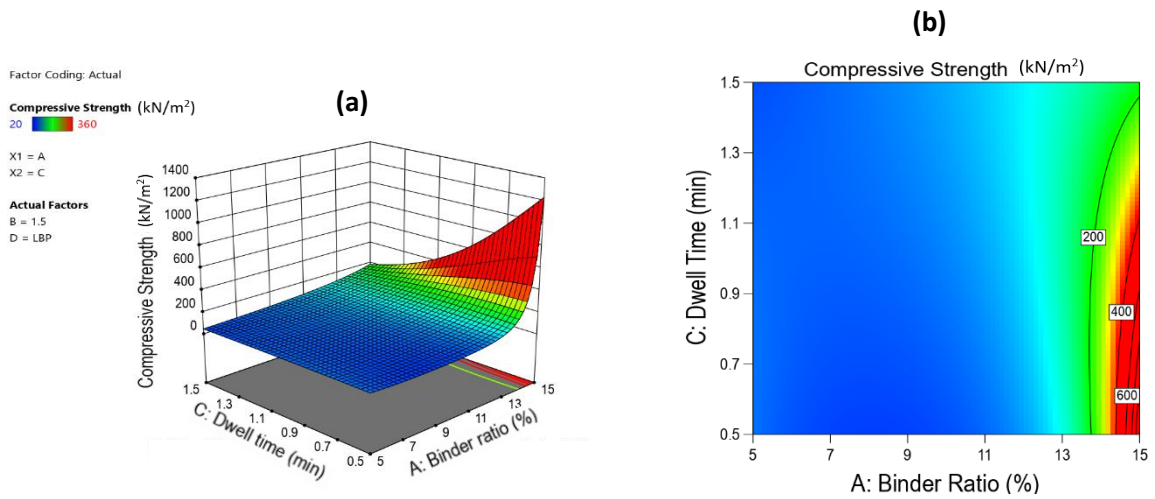 Factor Coding: Actual
Compressive Strength (kN/m²)
20 360
X1 = A
X2 = C
Actual Factors
B = 1.5
D = LBP
(a)
Compressive Strength (kN/m²)
1400
1200
1000
800
600
400
200
0
1.5
1.3
1.1
0.9
0.7
0.5
C: Dwell time (min)
5
7
9
11
13
15
A: Binder ratio (%)
(b)
Compressive Strength (kN/m²)
C: Dwell Time (min)
1.5
1.3
1.1
0.9
0.7
0.5
200
400
600
5 7 9 11 13 15
A: Binder Ratio (%)